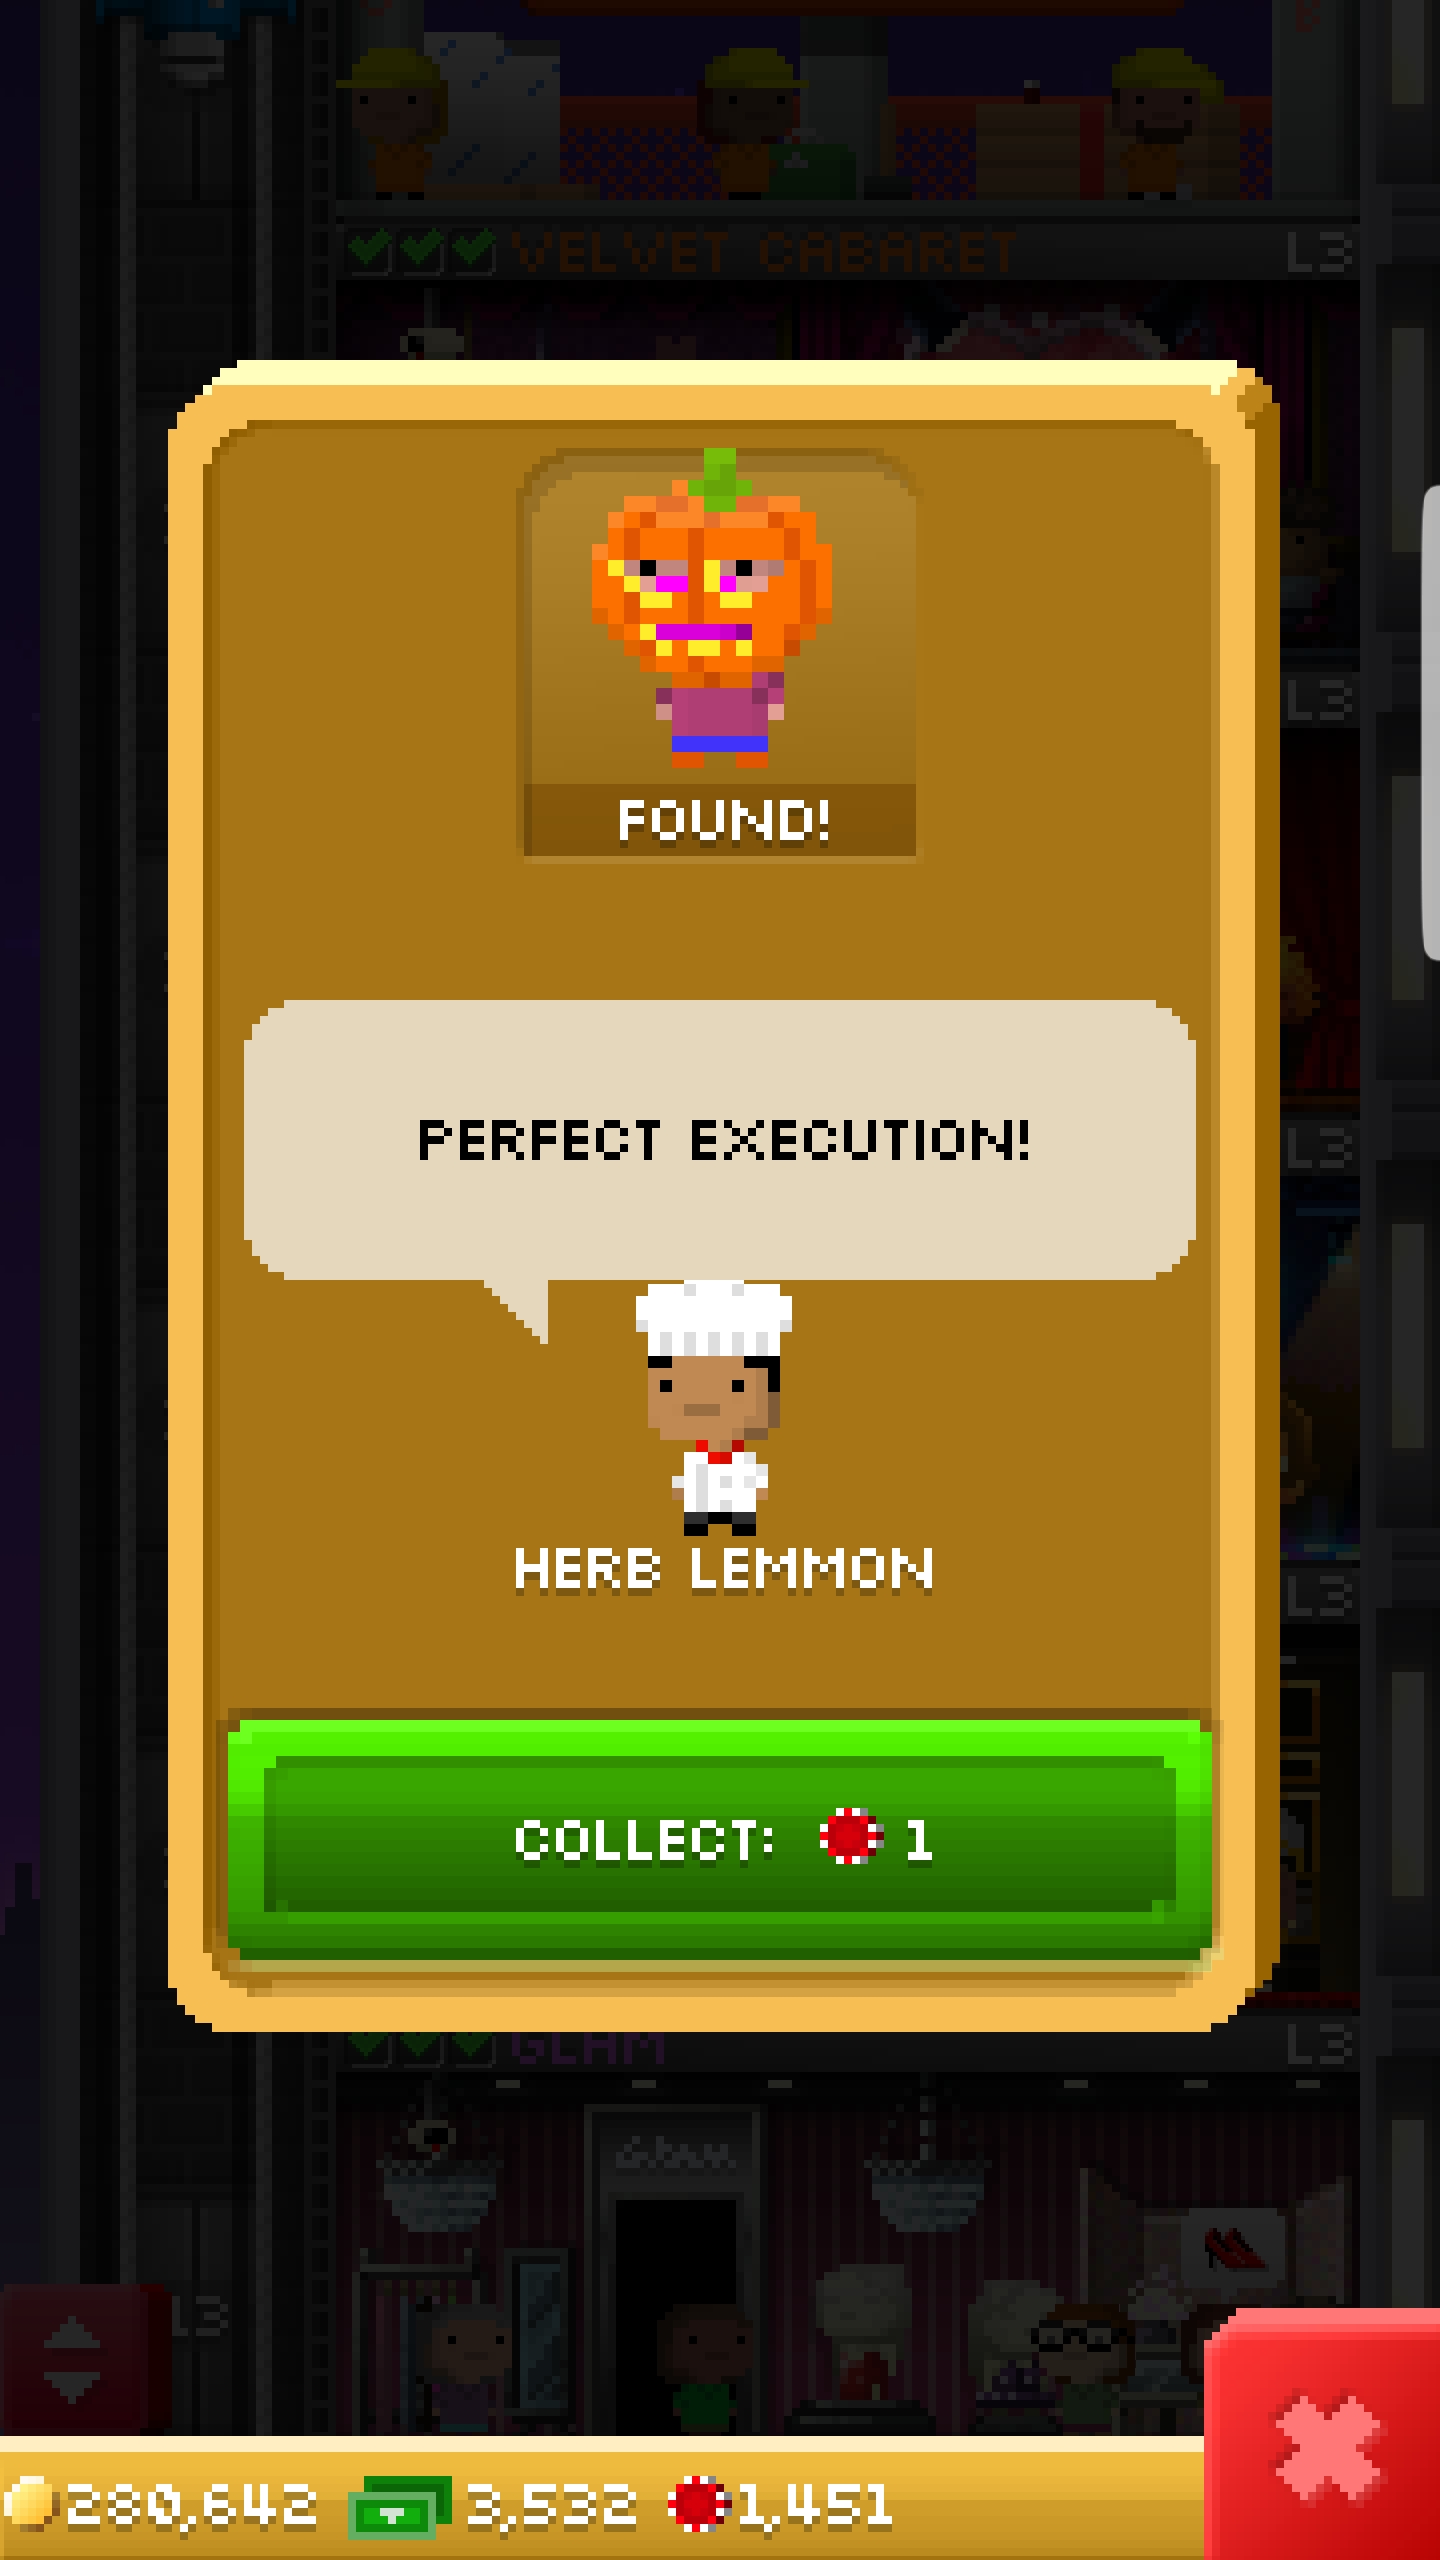 VELVET CABARET
L3
L3
FOUND!
L3
PERFECT EXECUTION!
HERB LEMMON
L3
COLLECT: 1
GLAM
L3
Glam
L3
280,642 3,532 1,451